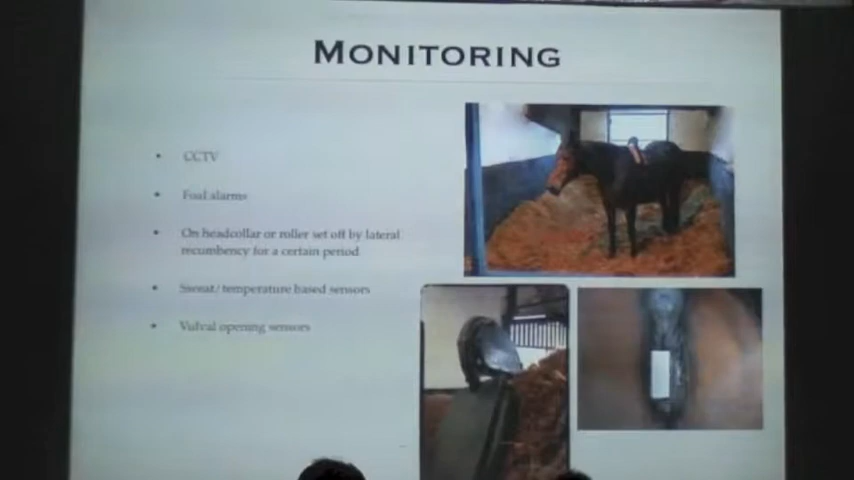 MONITORING
• CCTV
• Foal alarms
• On headcollar or roller set off by lateral
recumbency for a certain period
• Sweat/temperature based sensors
• Vulval opening sensors